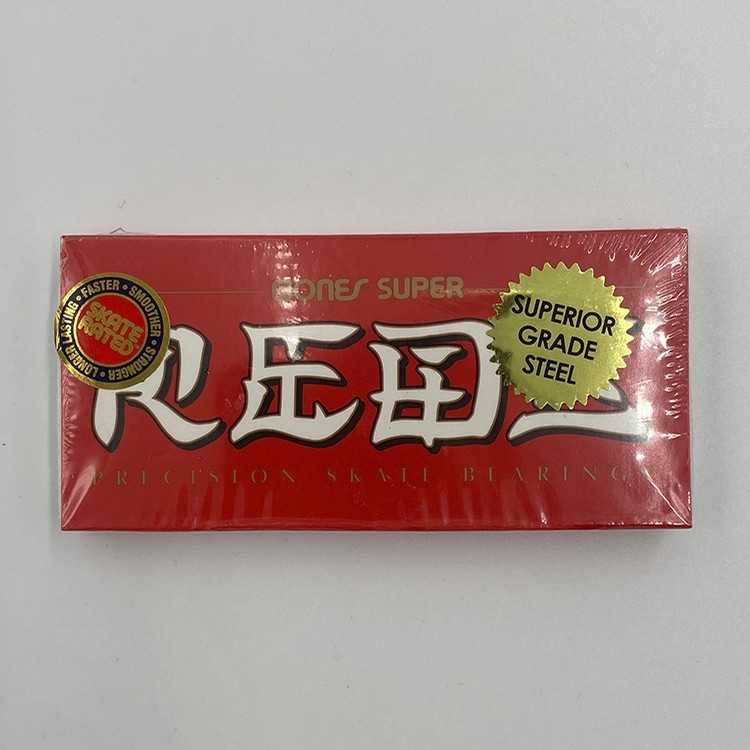 BONES SUPER
REDS
PRECISION SKATE BEARINGS
SUPERIOR
GRADE
STEEL
SKATE
RATED
• FASTER • SMOOTHER • STRONGER • LONGER LASTING